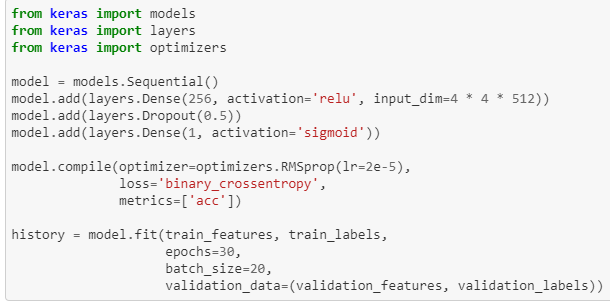 from keras import models
from keras import layers
from keras import optimizers

model = models.Sequential()
model.add(layers.Dense(256, activation='relu', input_dim=4 * 4 * 512))
model.add(layers.Dropout(0.5))
model.add(layers.Dense(1, activation='sigmoid'))

model.compile(optimizer=optimizers.RMSprop(lr=2e-5),
              loss='binary_crossentropy',
              metrics=['acc'])

history = model.fit(train_features, train_labels,
                    epochs=30,
                    batch_size=20,
                    validation_data=(validation_features, validation_labels))